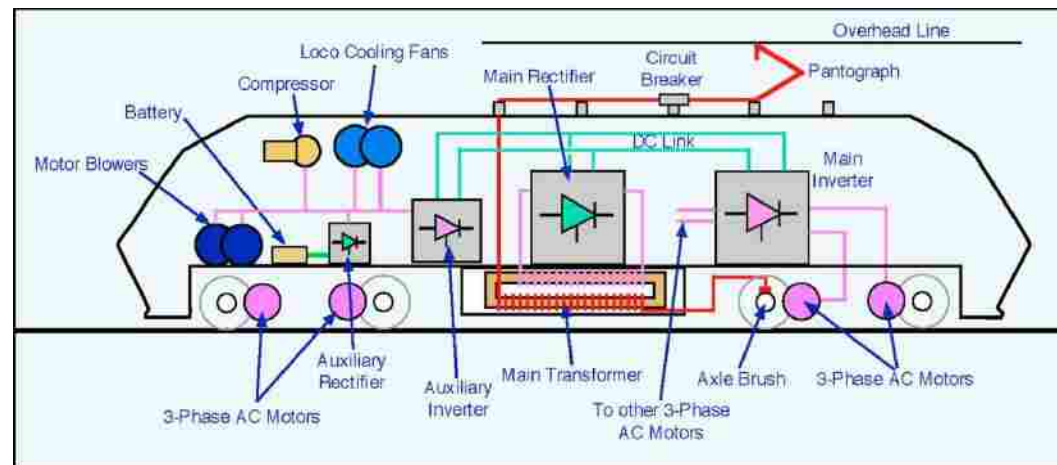 Overhead Line
Loco Cooling Fans
Circuit
Breaker
Main Rectifier
Pantograph
Compressor
Battery
DC Link
Motor Blowers
Main
Inverter
Auxiliary
Rectifier
Auxiliary
Inverter
Main Transformer
Axle Brush
3-Phase AC Motors
3-Phase AC Motors
To other 3-Phase
AC Motors